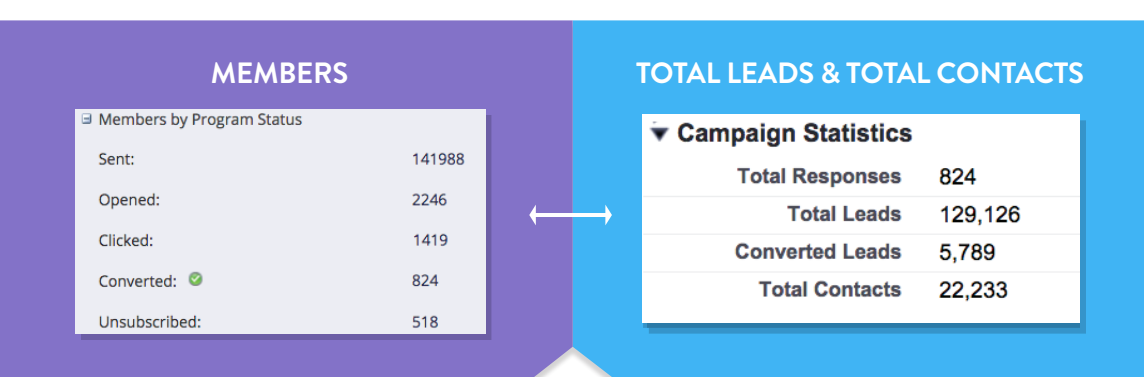 MEMBERS
Members by Program Status
Sent: 141988
Opened: 2246
Clicked: 1419
Converted: 824
Unsubscribed: 518
TOTAL LEADS & TOTAL CONTACTS
Campaign Statistics
Total Responses 824
Total Leads 129,126
Converted Leads 5,789
Total Contacts 22,233